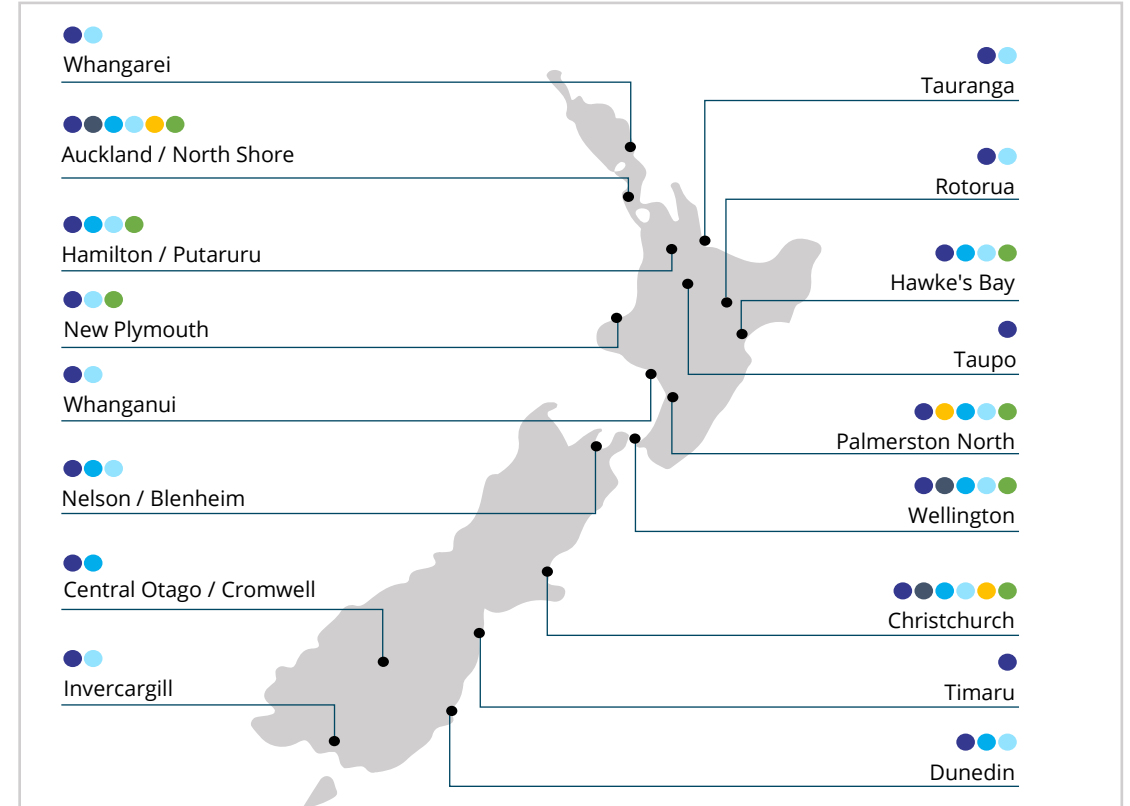 Whangarei
Auckland / North Shore
Hamilton / Putaruru
New Plymouth
Whanganui
Nelson / Blenheim
Central Otago / Cromwell
Invercargill
Tauranga
Rotorua
Hawke's Bay
Taupo
Palmerston North
Wellington
Christchurch
Timaru
Dunedin